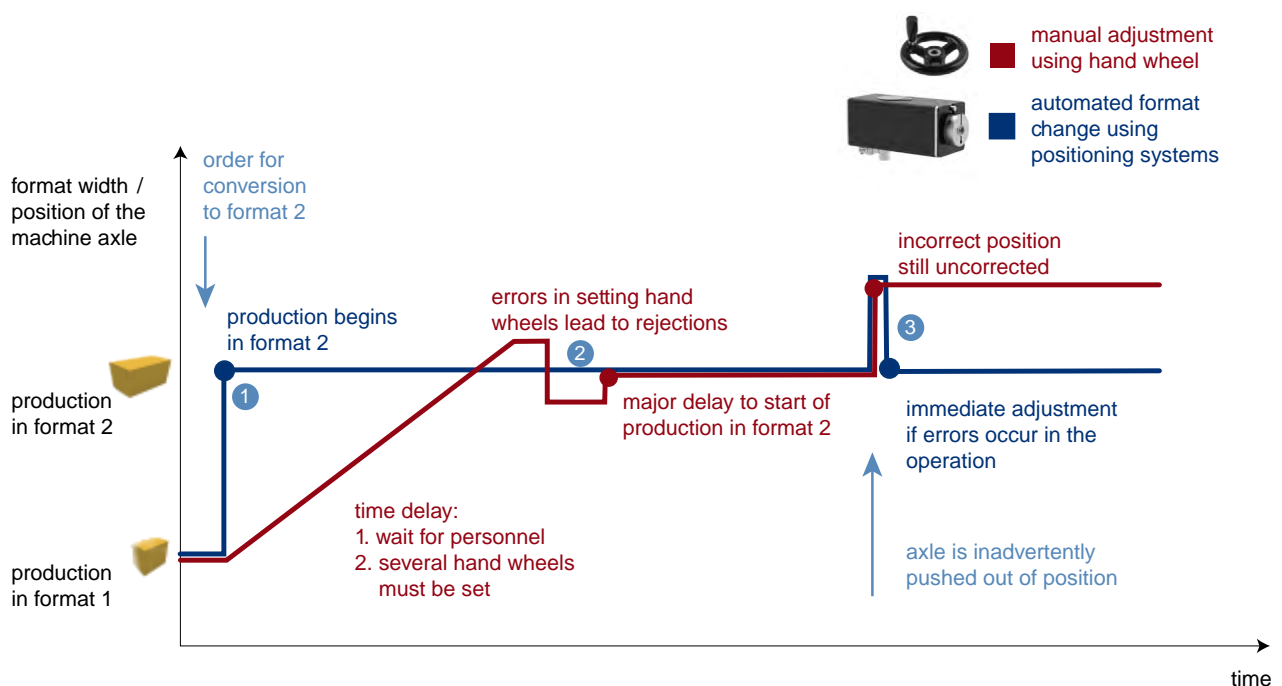 manual adjustment
using hand wheel
automated format
change using
positioning systems
format width /
position of the
machine axle
order for
conversion
to format 2
incorrect position
still uncorrected
errors in setting hand
wheels lead to rejections
production begins
in format 2
3
2
1
production
in format 2
major delay to start of
production in format 2
immediate adjustment
if errors occur in the
operation
time delay:
1. wait for personnel
2. several hand wheels
must be set
axle is inadvertently
pushed out of position
production
in format 1
time